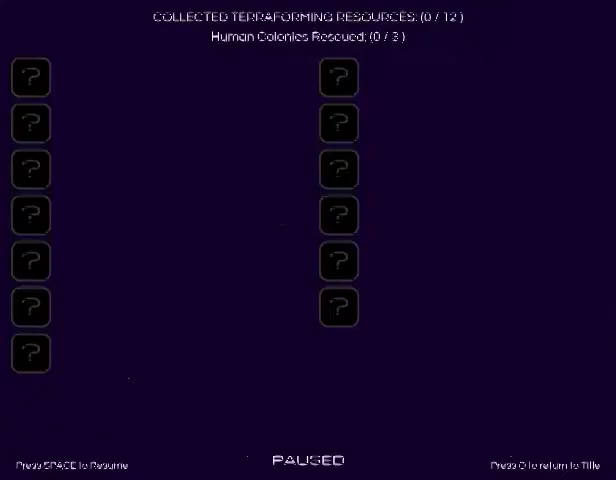 COLLECTED TERRAFORMING RESOURCES: (0 / 12 )
Human Colonies Rescued: (0 / 3 )
? ?
? ?
? ?
? ?
? ?
? ?
?
Press SPACE to Resume
PAUSED
Press Q to return to Title